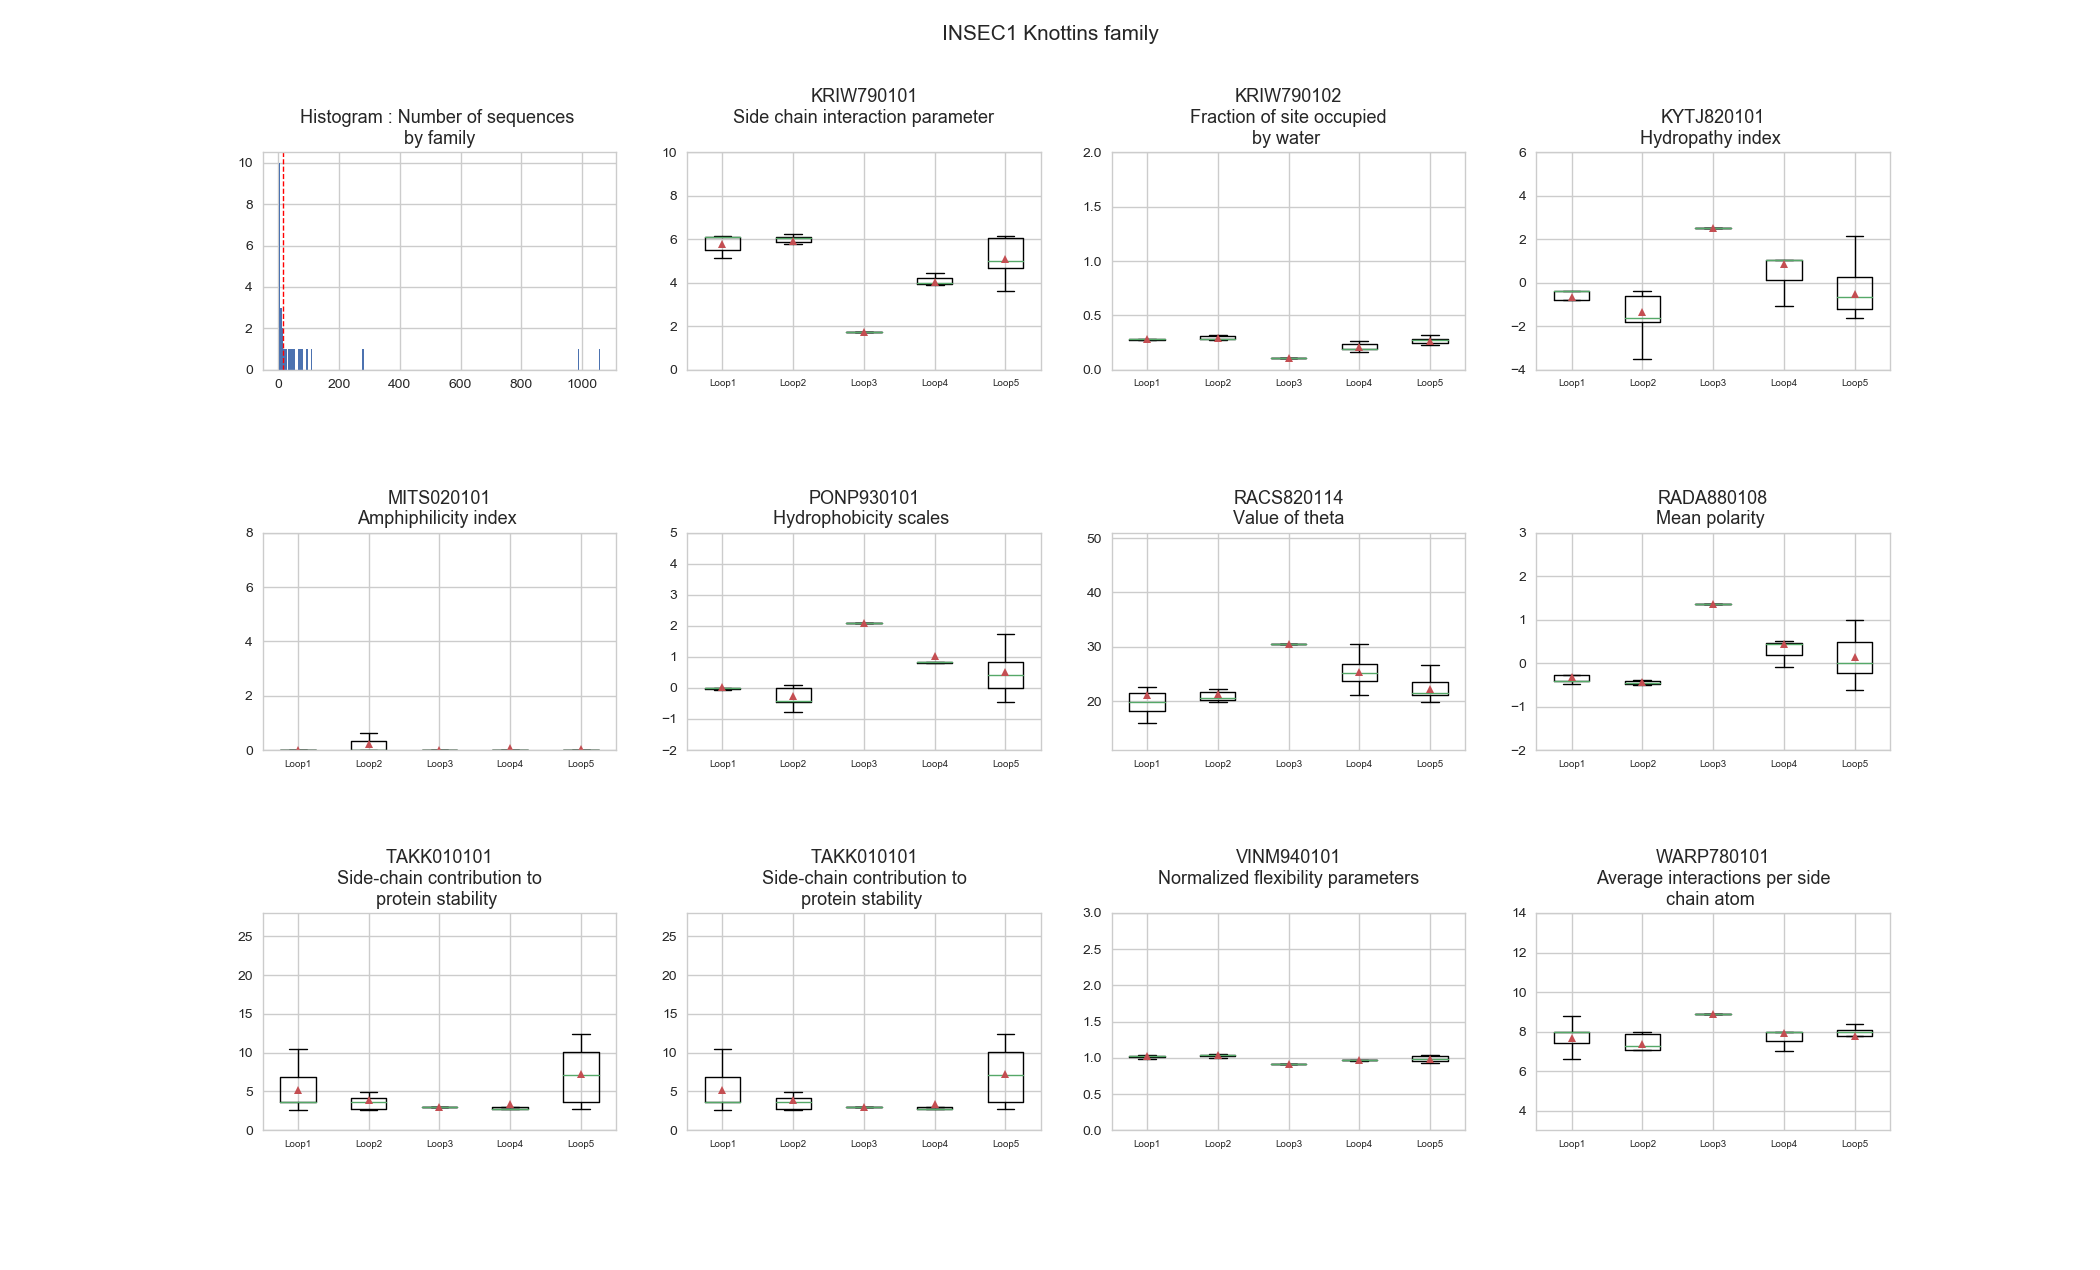 INSEC1 Knottins family
Histogram : Number of sequences
by family
10
8
6
4
2
0
0 200 400 600 800 1000
KRIW790101
Side chain interaction parameter
10
8
6
4
2
0
Loop1 Loop2 Loop3 Loop4 Loop5
KRIW790102
Fraction of site occupied
by water
2.0
1.5
1.0
0.5
0.0
Loop1 Loop2 Loop3 Loop4 Loop5
KYTJ820101
Hydropathy index
6
4
2
0
−2
−4
Loop1 Loop2 Loop3 Loop4 Loop5
MITS020101
Amphiphilicity index
8
6
4
2
0
Loop1 Loop2 Loop3 Loop4 Loop5
PONP930101
Hydrophobicity scales
5
4
3
2
1
0
−1
−2
Loop1 Loop2 Loop3 Loop4 Loop5
RACS820114
Value of theta
50
40
30
20
Loop1 Loop2 Loop3 Loop4 Loop5
RADA880108
Mean polarity
3
2
1
0
−1
−2
Loop1 Loop2 Loop3 Loop4 Loop5
TAKK010101
Side-chain contribution to
protein stability
25
20
15
10
5
0
Loop1 Loop2 Loop3 Loop4 Loop5
TAKK010101
Side-chain contribution to
protein stability
25
20
15
10
5
0
Loop1 Loop2 Loop3 Loop4 Loop5
VINM940101
Normalized flexibility parameters
3.0
2.5
2.0
1.5
1.0
0.5
0.0
Loop1 Loop2 Loop3 Loop4 Loop5
WARP780101
Average interactions per side
chain atom
14
12
10
8
6
4
Loop1 Loop2 Loop3 Loop4 Loop5